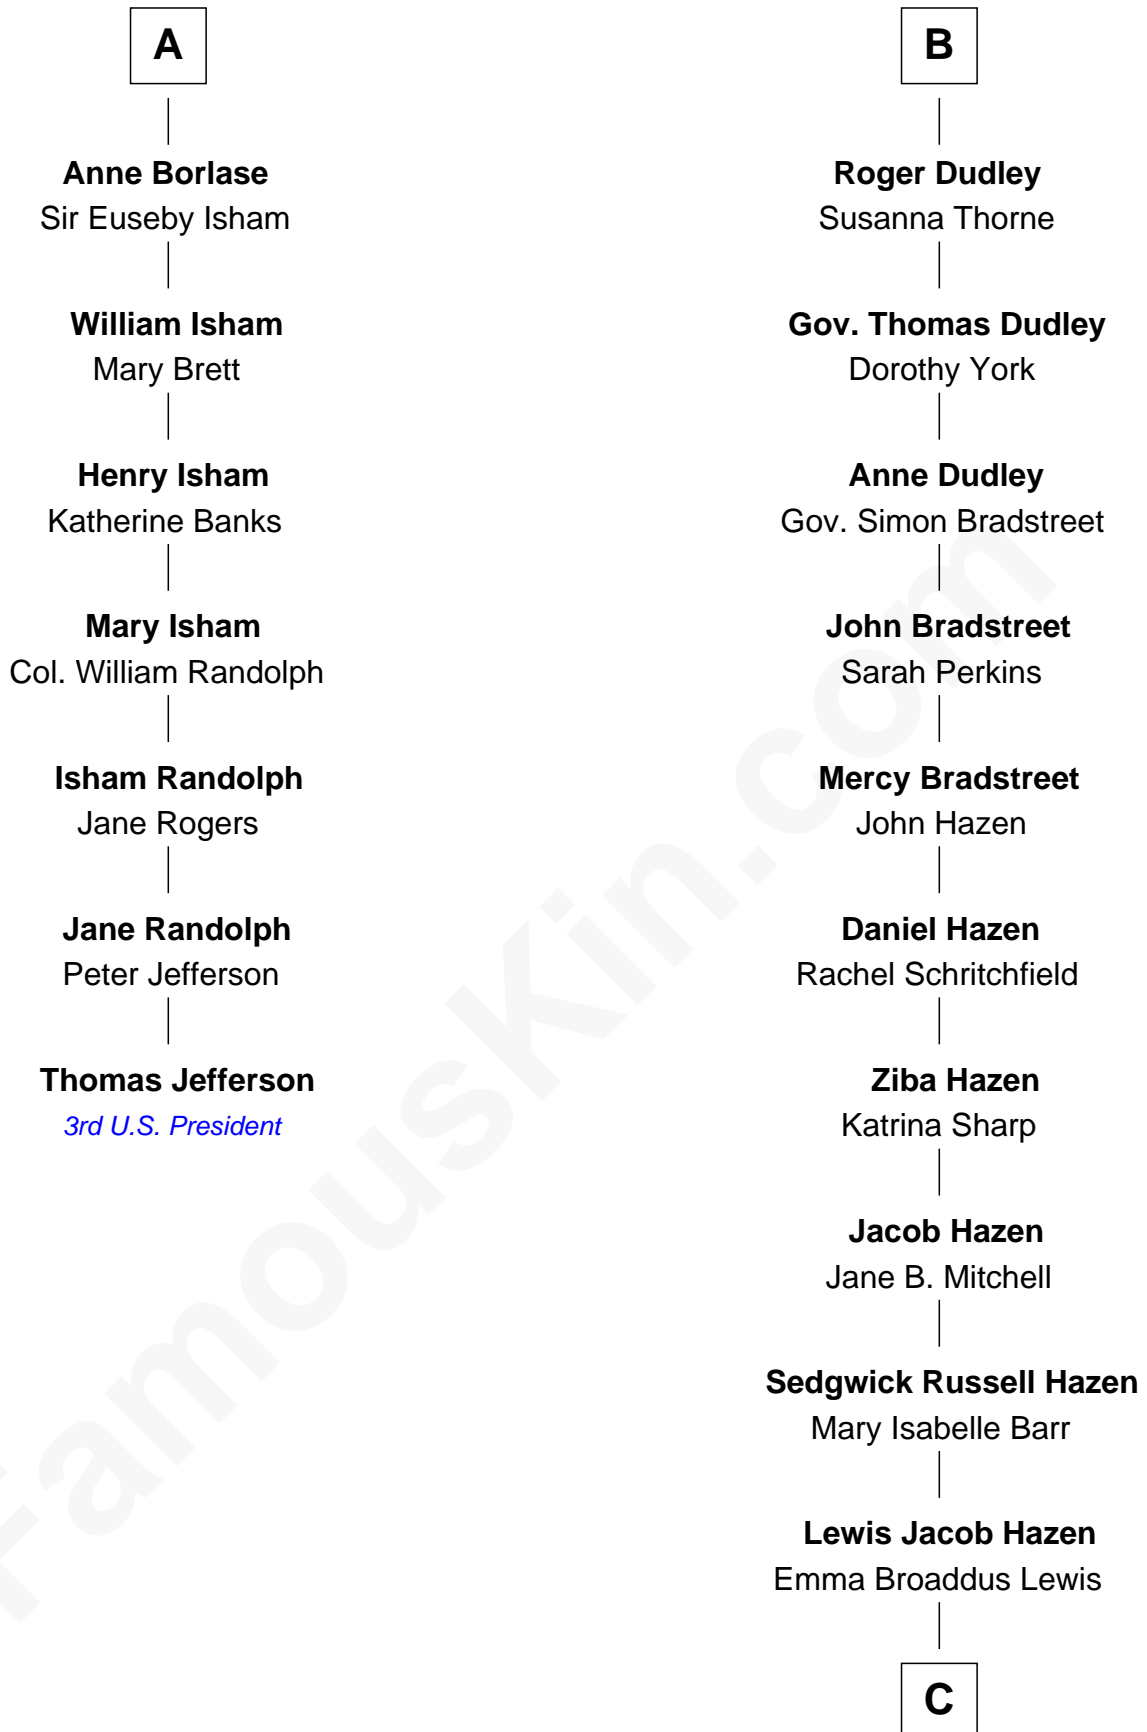 A
Anne Borlase
Sir Euseby Isham
William Isham
Mary Brett
Henry Isham
Katherine Banks
Mary Isham
Col. William Randolph
Isham Randolph
Jane Rogers
Jane Randolph
Peter Jefferson
Thomas Jefferson
3rd U.S. President
B
Roger Dudley
Susanna Thorne
Gov. Thomas Dudley
Dorothy York
Anne Dudley
Gov. Simon Bradstreet
John Bradstreet
Sarah Perkins
Mercy Bradstreet
John Hazen
Daniel Hazen
Rachel Schritchfield
Ziba Hazen
Katrina Sharp
Jacob Hazen
Jane B. Mitchell
Sedgwick Russell Hazen
Mary Isabelle Barr
Lewis Jacob Hazen
Emma Broaddus Lewis
C
FamousKin.com